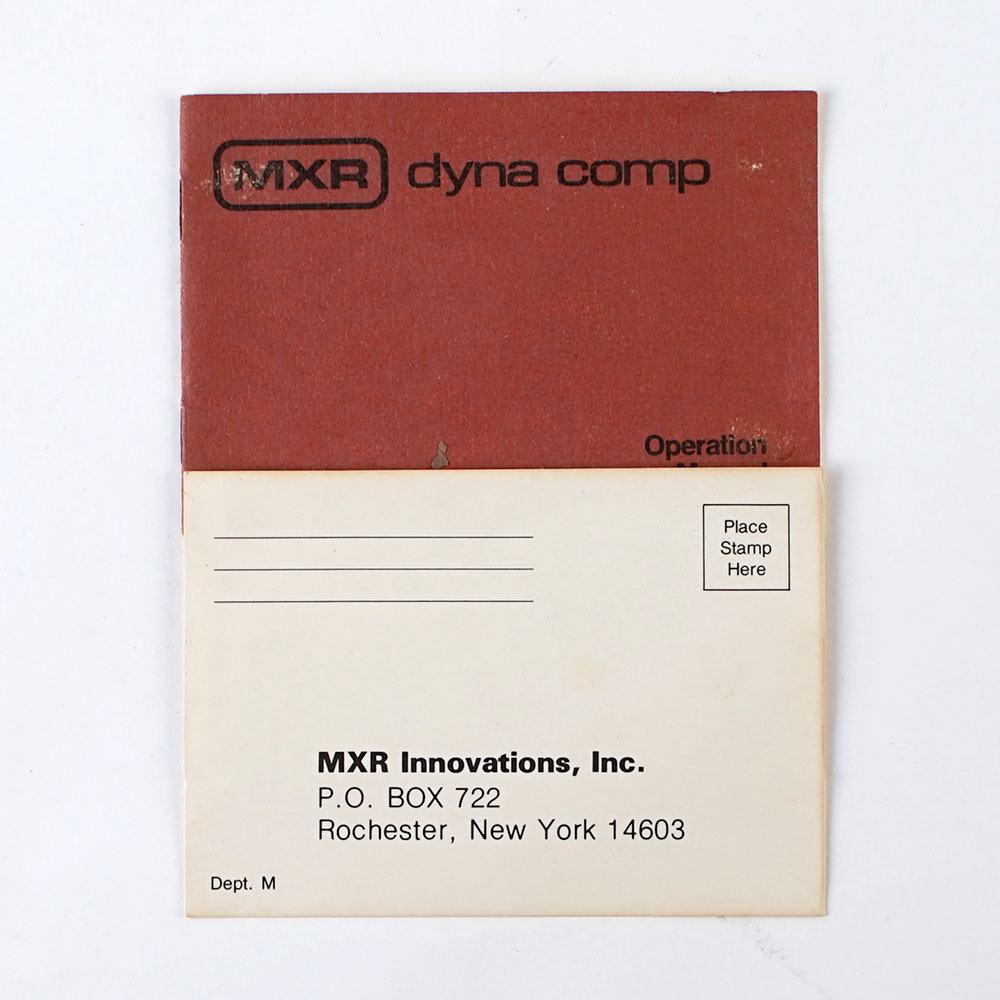 MXR dyna comp
Operation
Place
Stamp
Here
MXR Innovations, Inc.
P.O. BOX 722
Rochester, New York 14603
Dept. M